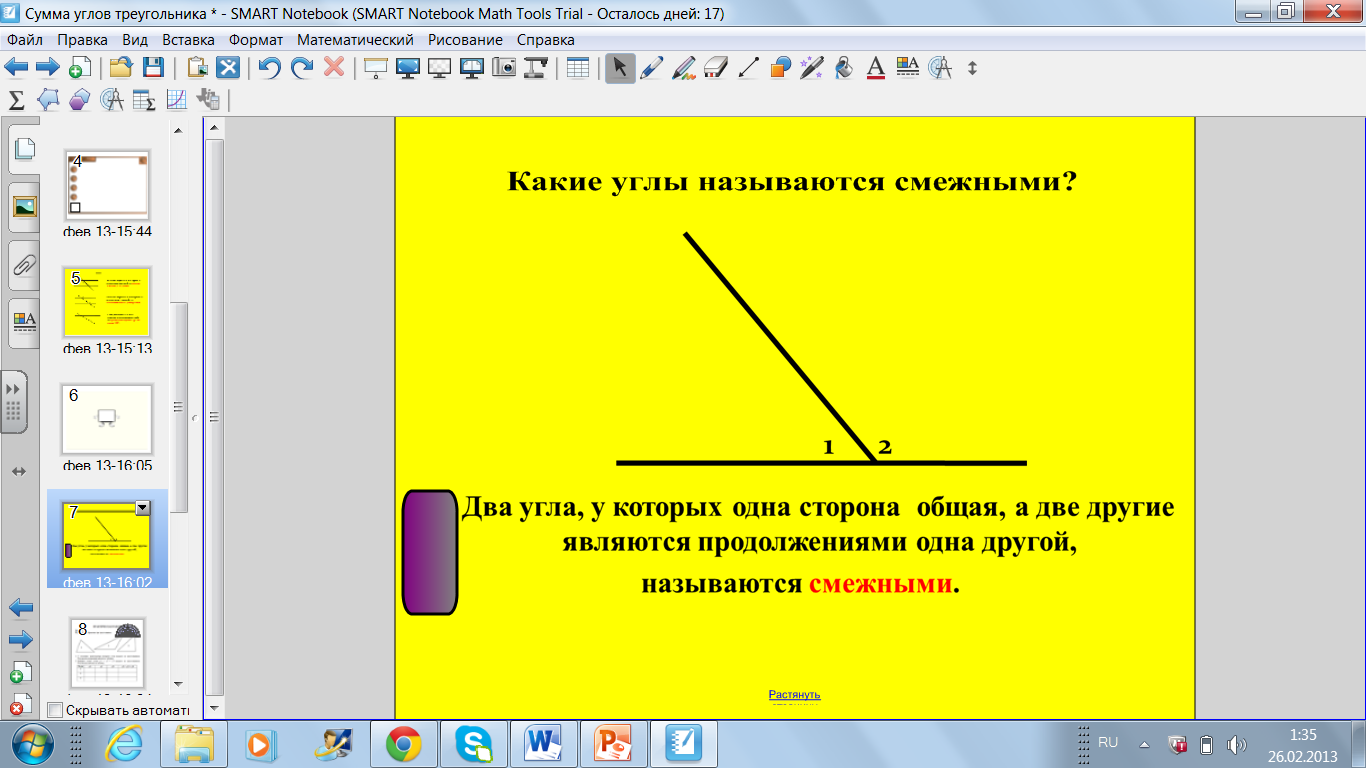 Сумма углов треугольника * - SMART Notebook (SMART Notebook Math Tools Trial - Осталось дней: 17)
Файл Правка Вид Вставка Формат Математический Рисование Справка
4
фев 13-15:44
5
фев 13-15:13
6
фев 13-16:05
7
фев 13-16:02
8
Скрывать автомати
Какие углы называются смежными?
1 2
Два угла, у которых одна сторона общая, а две другие
являются продолжениями одна другой,
называются смежными.
Растянуть
RU
1:35
26.02.2013